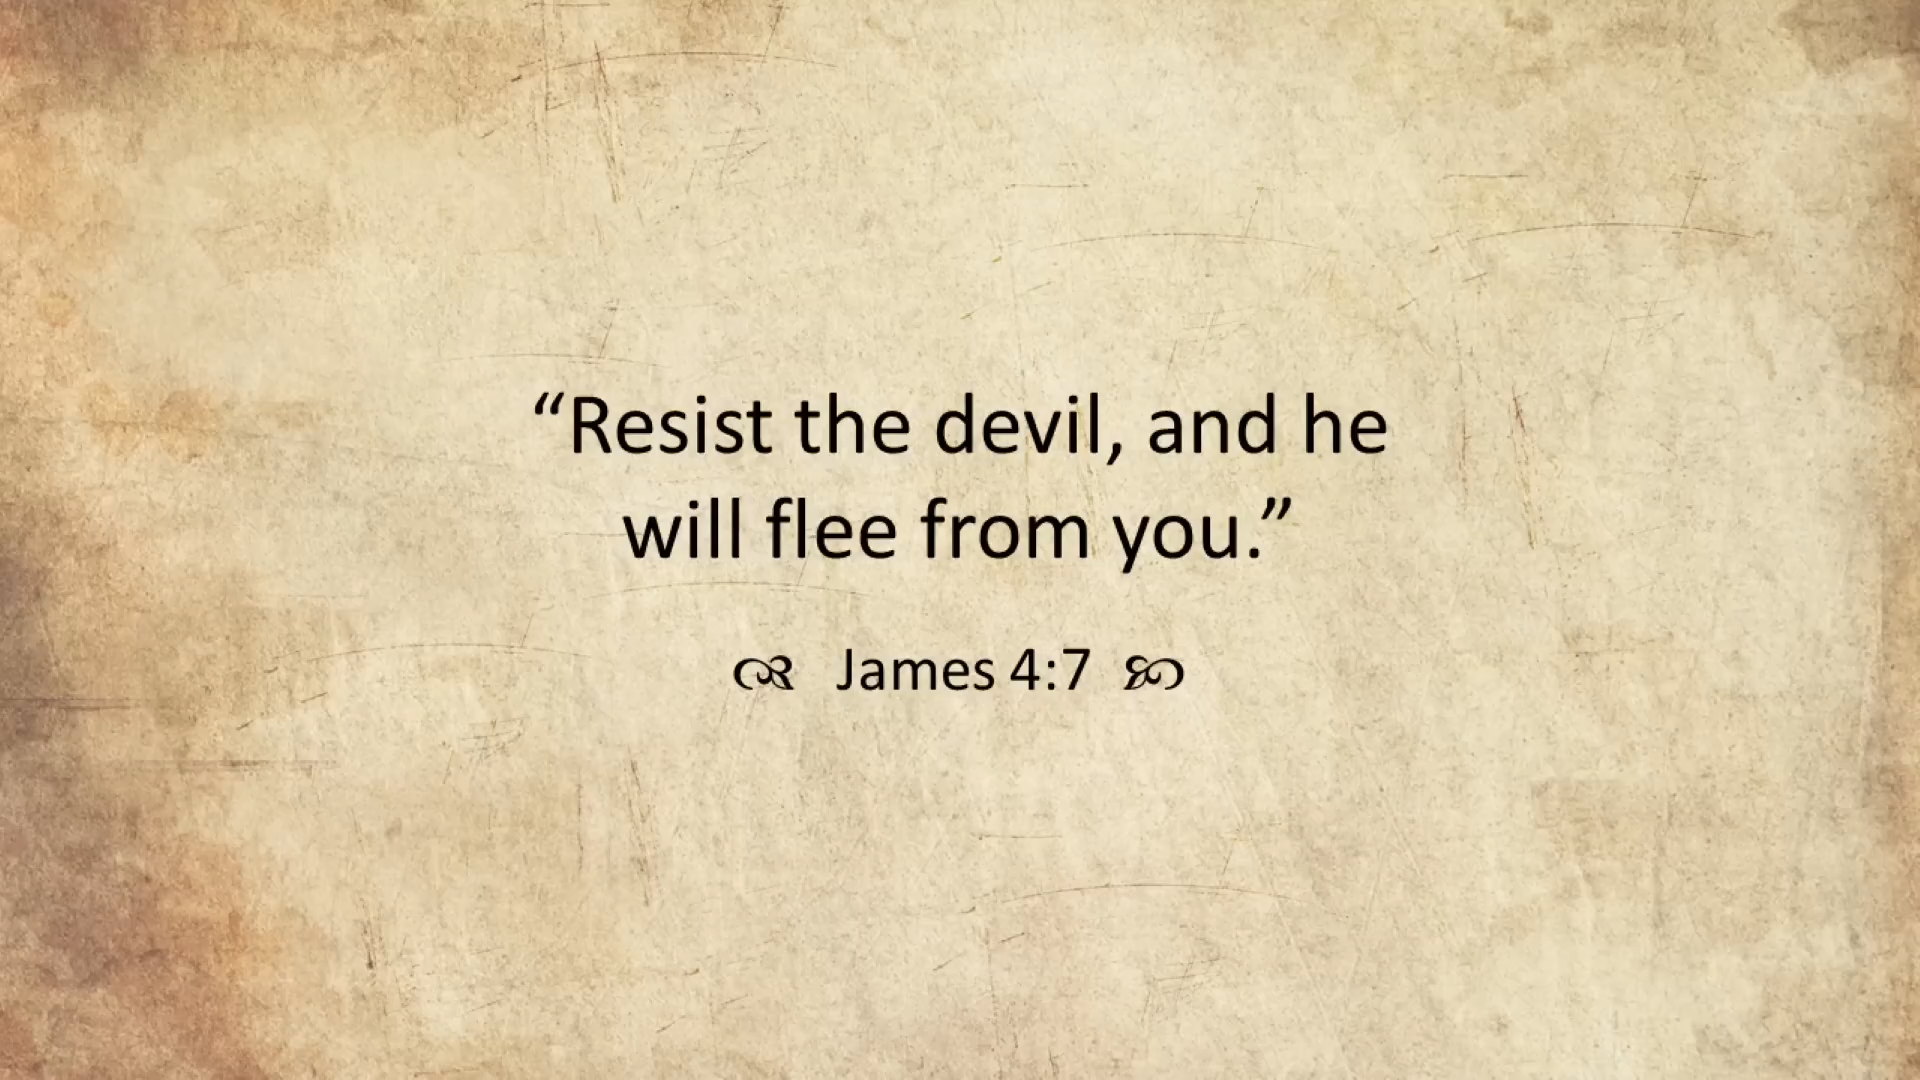 “Resist the devil, and he
will flee from you.”
James 4:7